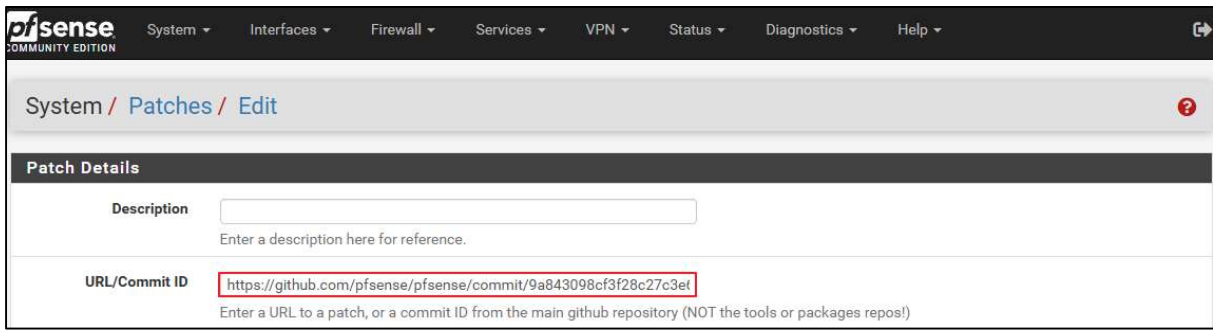 pfsense System Interfaces Firewall Services VPN Status Diagnostics Help
COMMUNITY EDITION
System / Patches / Edit
Patch Details
Description
Enter a description here for reference.
URL/Commit ID https://github.com/pfsense/pfsense/commit/9a843098cf3f28c27c3e
Enter a URL to a patch, or a commit ID from the main github repository (NOT the tools or packages repos!)